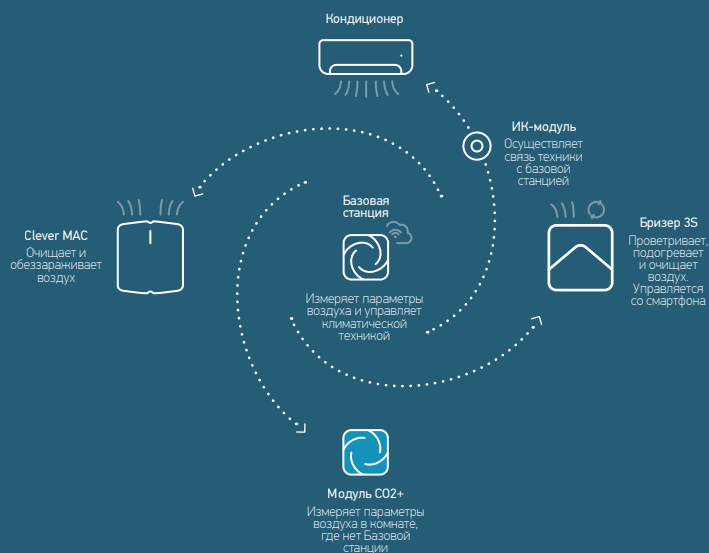 Кондиционер
ИК-модуль
Осуществляет
связь техники
с базовой
станцией
Базовая
станция
Измеряет параметры
воздуха и управляет
климатической
техникой
Clever MAC
Очищает и
обеззараживает
воздух
Бризер 3S
Проветривает,
подогревает
и очищает
воздух.
Управляется
со смартфона
Модуль CO2+
Измеряет параметры
воздуха в комнате,
где нет Базовой
станции